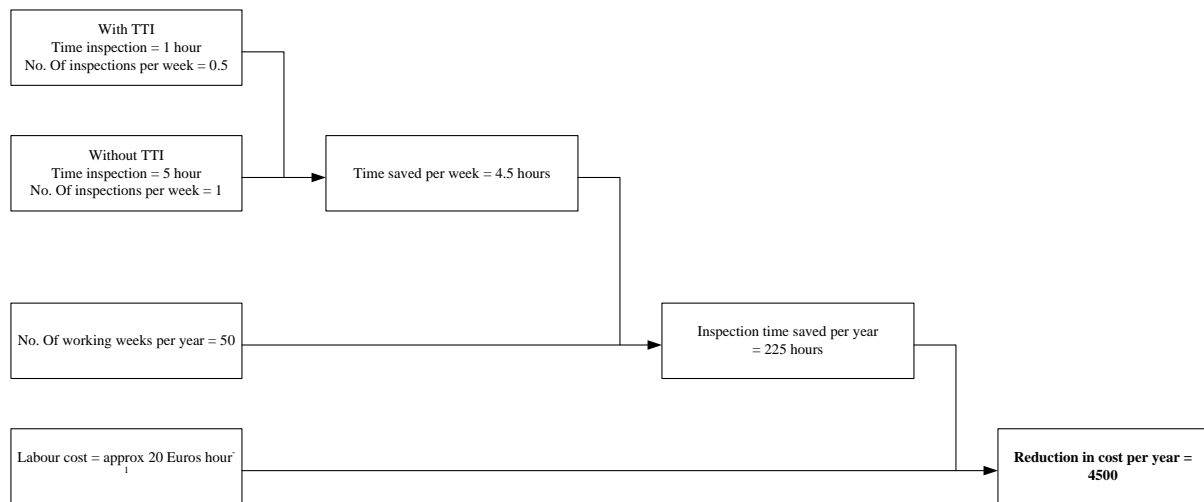 With TTI
Time inspection = 1 hour
No. Of inspections per week = 0.5
Without TTI
Time inspection = 5 hour
No. Of inspections per week = 1
Time saved per week = 4.5 hours
No. Of working weeks per year = 50
Inspection time saved per year
= 225 hours
Labour cost = approx 20 Euros hour-
1
Reduction in cost per year =
4500